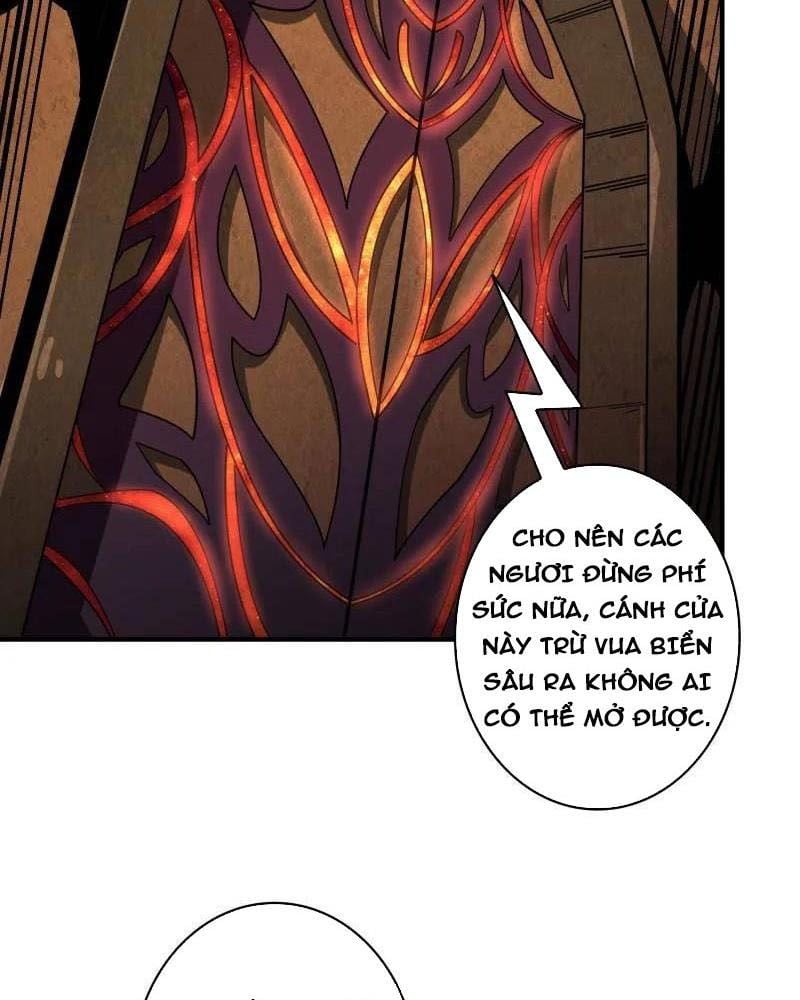 CHO NÊN CÁC
NGƯƠI ĐỪNG PHÍ
SỨC NỮA, CÁNH CỬA
NÀY TRỪ VUA BIỂN
SÂU RA KHÔNG AI
CÓ THỂ MỞ ĐƯỢC.